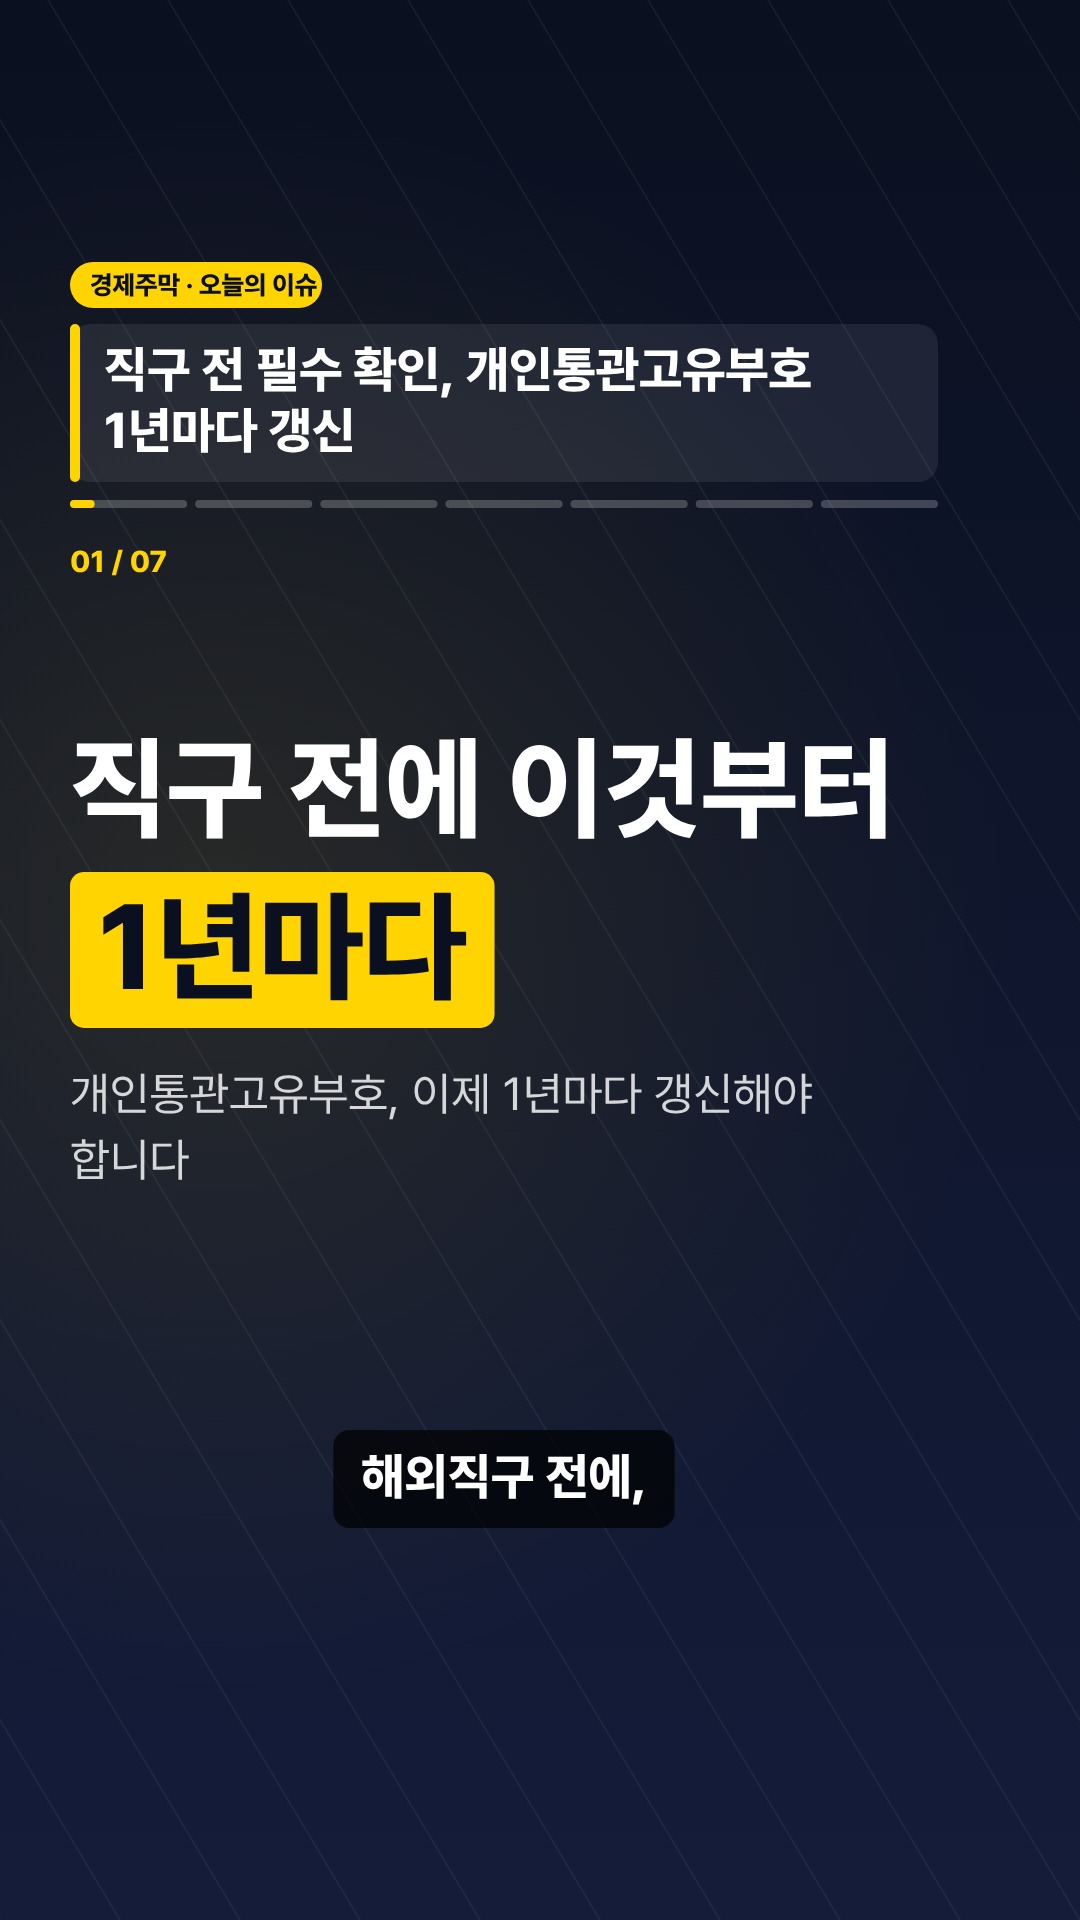 경제주막 · 오늘의 이슈
직구 전 필수 확인, 개인통관고유부호
1년마다 갱신
01 / 07
직구 전에 이것부터
1년마다
개인통관고유부호, 이제 1년마다 갱신해야
합니다
해외직구 전에,